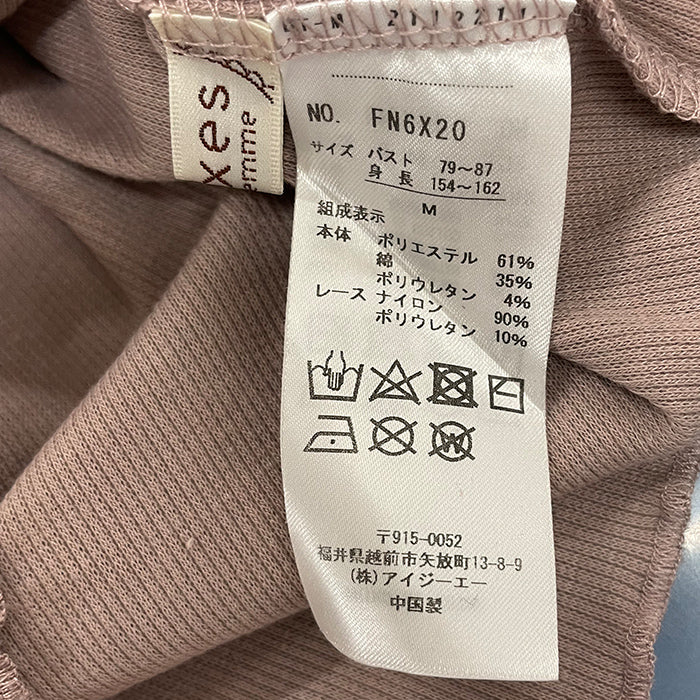 xes
femme
NO. FN6X20
サイズ バスト 79～87
身長 154～162
M
組成表示
本体 ポリエステル 61%
綿 35%
ポリウレタン 4%
レース ナイロン 90%
ポリウレタン 10%
〒915-0052
福井県越前市矢放町13-8-9
(株)アイジーエー
中国製